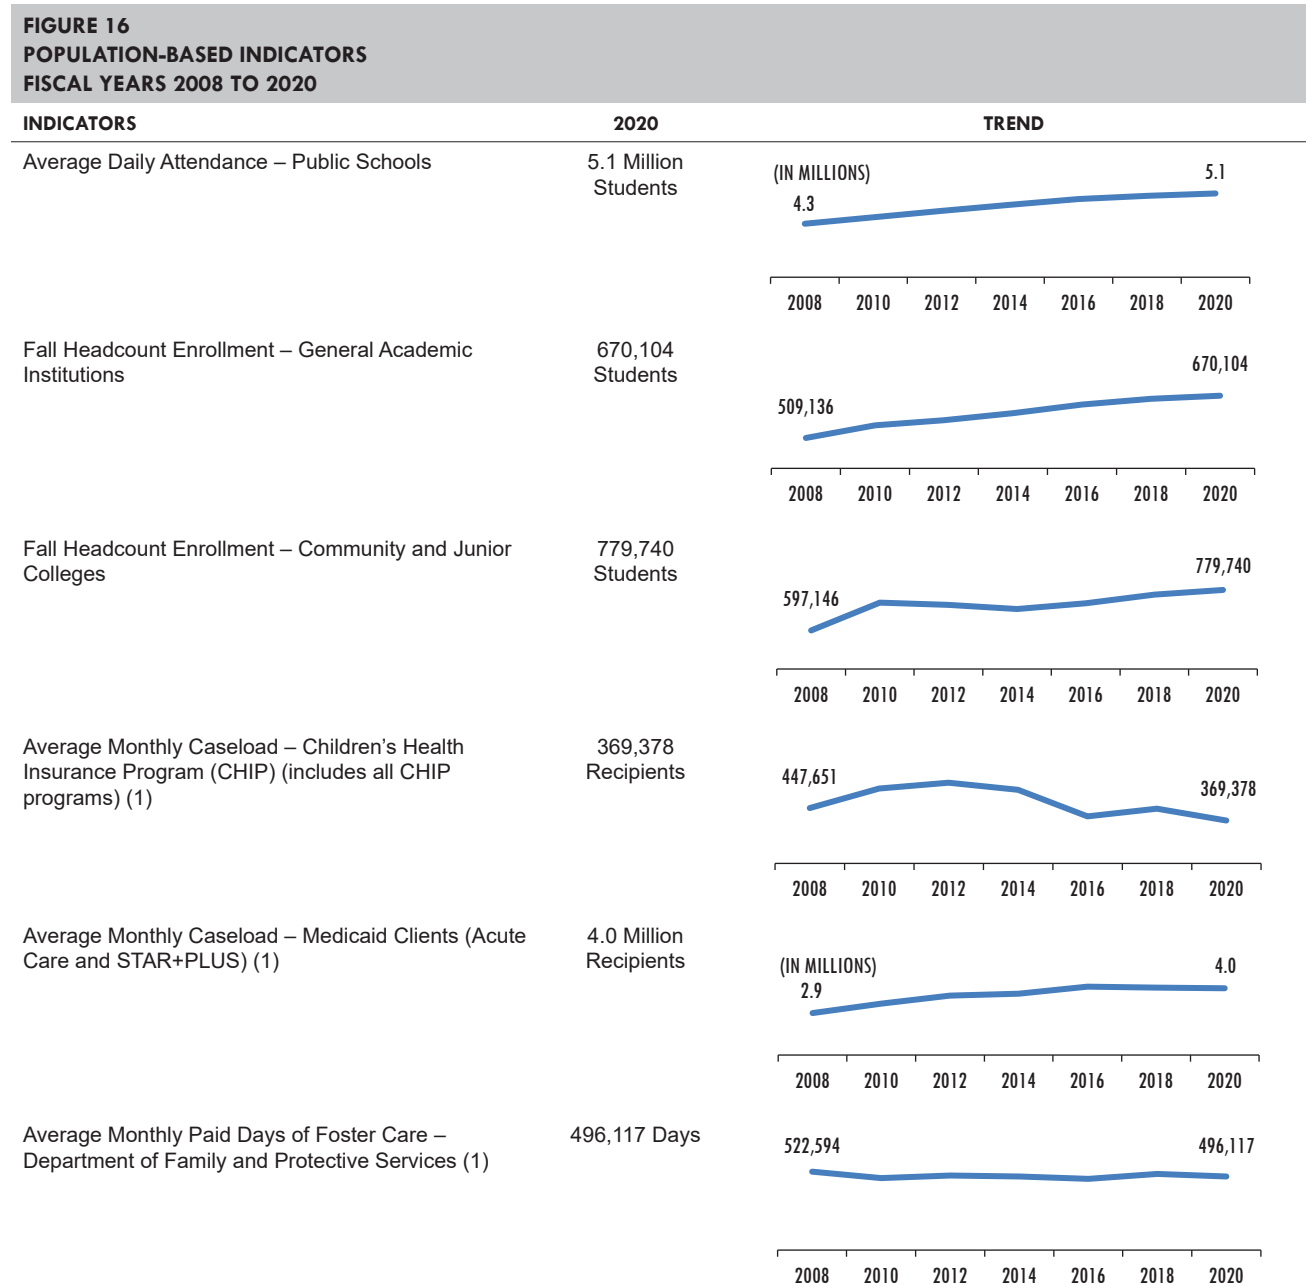 FIGURE 16
POPULATION-BASED INDICATORS
FISCAL YEARS 2008 TO 2020
INDICATORS 2020 TREND
Average Daily Attendance – Public Schools
5.1 Million
Students
(IN MILLIONS)
4.3
5.1
2008 2010 2012 2014 2016 2018 2020
Fall Headcount Enrollment – General Academic
Institutions
670,104
Students
509,136
670,104
2008 2010 2012 2014 2016 2018 2020
Fall Headcount Enrollment – Community and Junior
Colleges
779,740
Students
597,146
779,740
2008 2010 2012 2014 2016 2018 2020
Average Monthly Caseload – Children’s Health
Insurance Program (CHIP) (includes all CHIP
programs) (1)
369,378
Recipients
447,651
369,378
2008 2010 2012 2014 2016 2018 2020
Average Monthly Caseload – Medicaid Clients (Acute
Care and STAR+PLUS) (1)
4.0 Million
Recipients
(IN MILLIONS)
2.9
4.0
2008 2010 2012 2014 2016 2018 2020
Average Monthly Paid Days of Foster Care –
Department of Family and Protective Services (1)
496,117 Days
522,594
496,117
2008 2010 2012 2014 2016 2018 2020